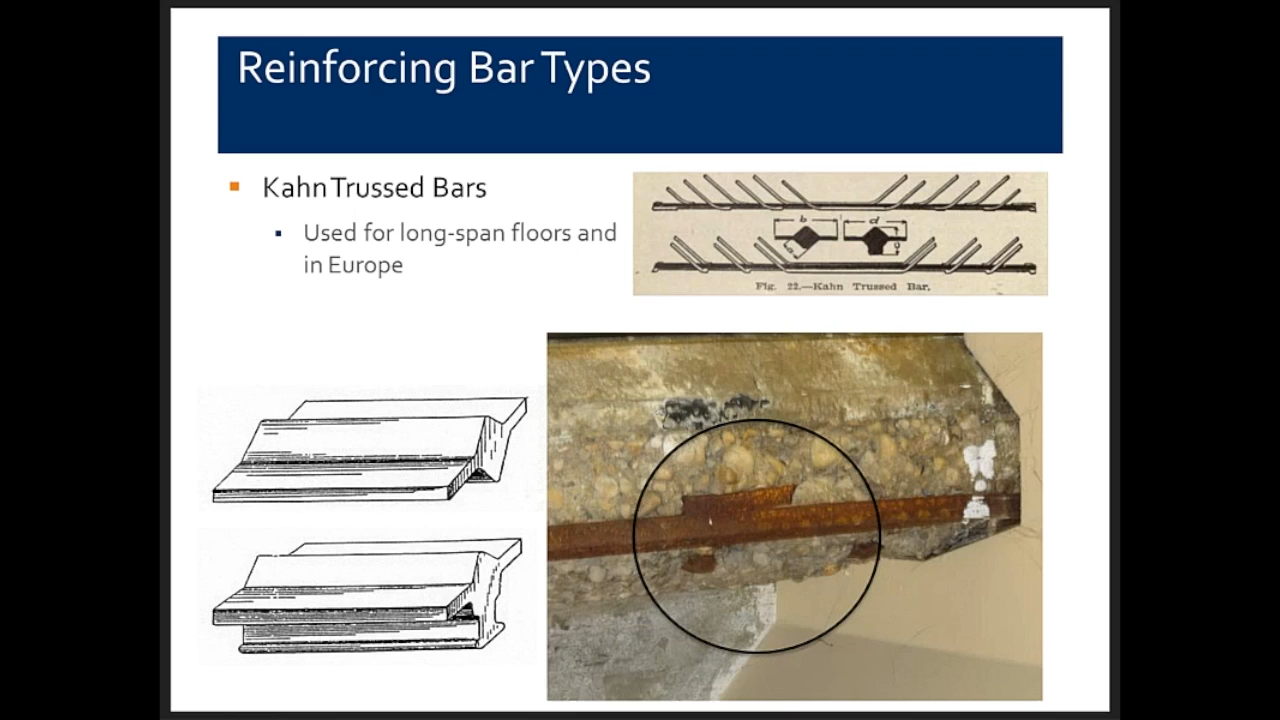 Reinforcing Bar Types
Kahn Trussed Bars
Used for long-span floors and
in Europe
b d
a c
Fig. 22.—Kahn Trussed Bar.